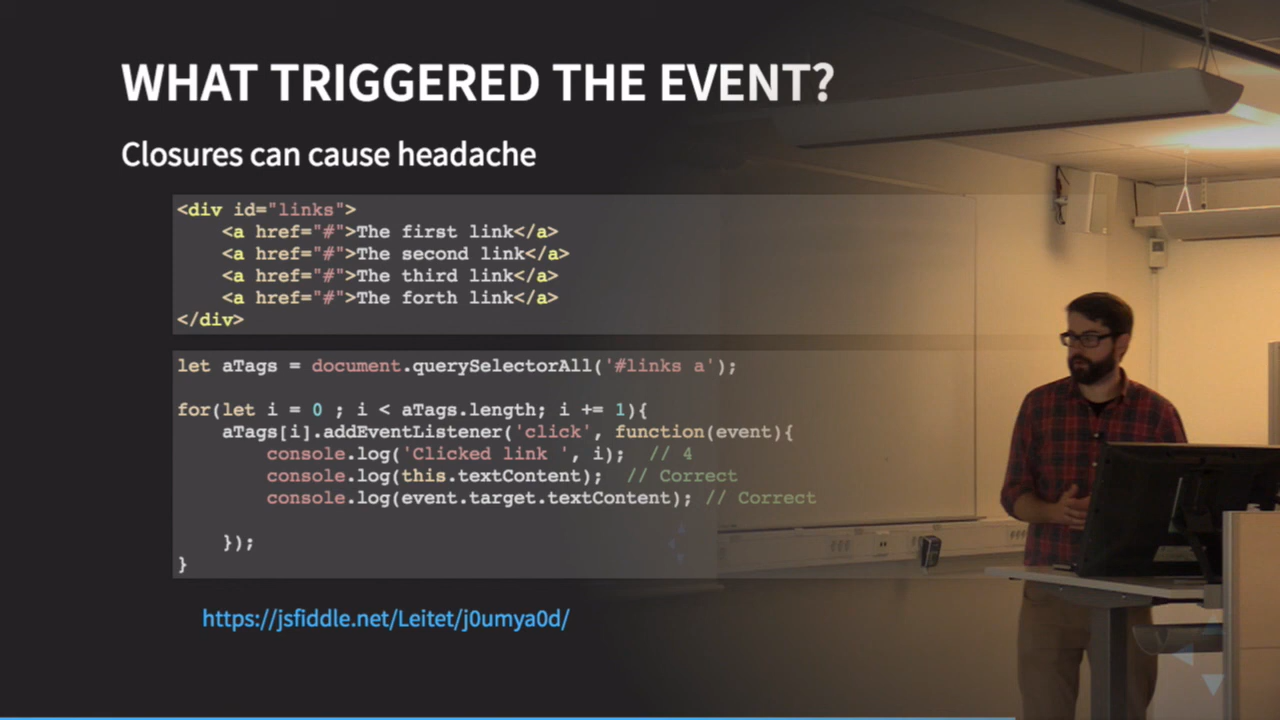 WHAT TRIGGERED THE EVENT?
Closures can cause headache
<div id="links">
    <a href="#">The first link</a>
    <a href="#">The second link</a>
    <a href="#">The third link</a>
    <a href="#">The forth link</a>
</div>
let aTags = document.querySelectorAll('#links a');
for(let i = 0 ; i < aTags.length; i += 1){
    aTags[i].addEventListener('click', function(event){
        console.log('Clicked link ', i);  // 4
        console.log(this.textContent);  // Correct
        console.log(event.target.textContent); // Correct
    });
}
https://jsfiddle.net/Leitet/j0umya0d/